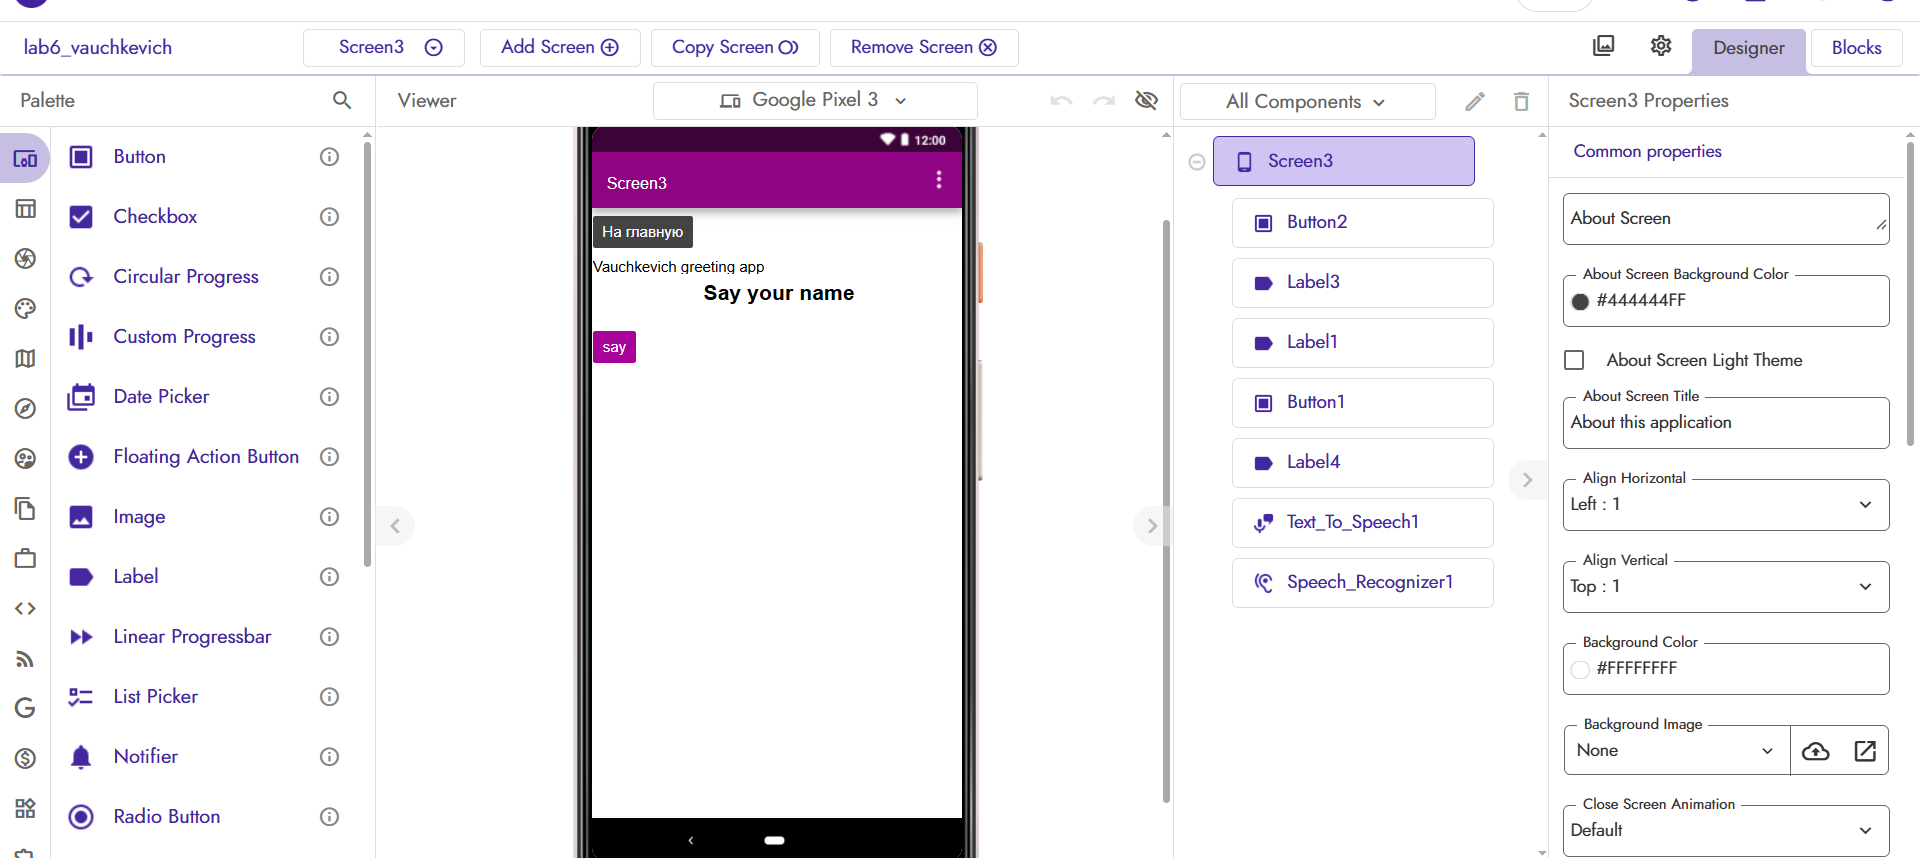 lab6_vauchkevich
Screen3
Add Screen
Copy Screen
Remove Screen
Designer
Blocks
Palette
Viewer
Google Pixel 3
All Components
Screen3 Properties
Button
Checkbox
Circular Progress
Custom Progress
Date Picker
Floating Action Button
Image
Label
Linear Progressbar
List Picker
Notifier
Radio Button
12:00
Screen3
На главную
Vauchkevich greeting app
Say your name
say
Screen3
Button2
Label3
Label1
Button1
Label4
Text_To_Speech1
Speech_Recognizer1
Common properties
About Screen
About Screen Background Color
#444444FF
About Screen Light Theme
About Screen Title
About this application
Align Horizontal
Left : 1
Align Vertical
Top : 1
Background Color
#FFFFFFFF
Background Image
None
Close Screen Animation
Default